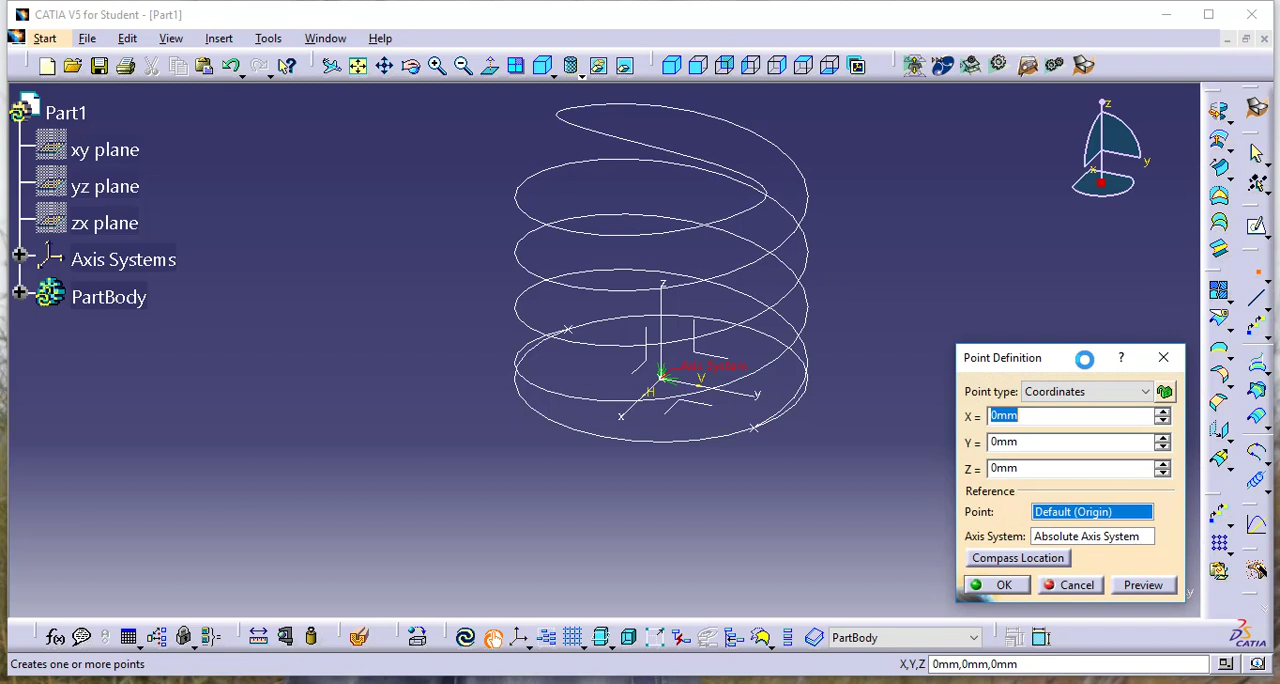 CATIA V5 for Student - [Part1]
Start File Edit View Insert Tools Window Help
Part1
xy plane
yz plane
zx plane
Axis Systems
PartBody
z
y
x
z
Axis System
V
H
y
x
Point Definition ?
Point type: Coordinates
X = 0mm
Y = 0mm
Z = 0mm
Reference
Point: Default (Origin)
Axis System: Absolute Axis System
Compass Location
OK Cancel Preview
y
f(x) PartBody
CATIA
Creates one or more points X,Y,Z 0mm,0mm,0mm